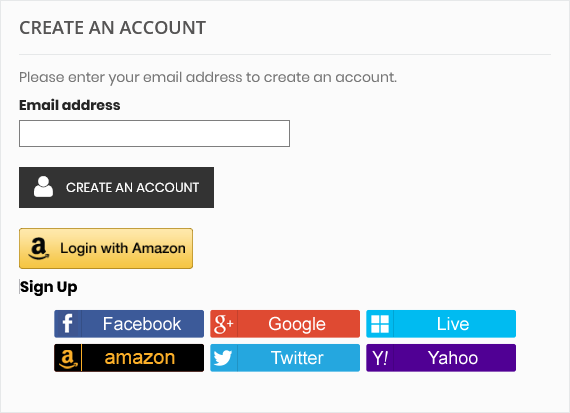 CREATE AN ACCOUNT
Please enter your email address to create an account.
Email address
CREATE AN ACCOUNT
a Login with Amazon
Sign Up
f Facebook g+ Google Live
a amazon Twitter Y! Yahoo